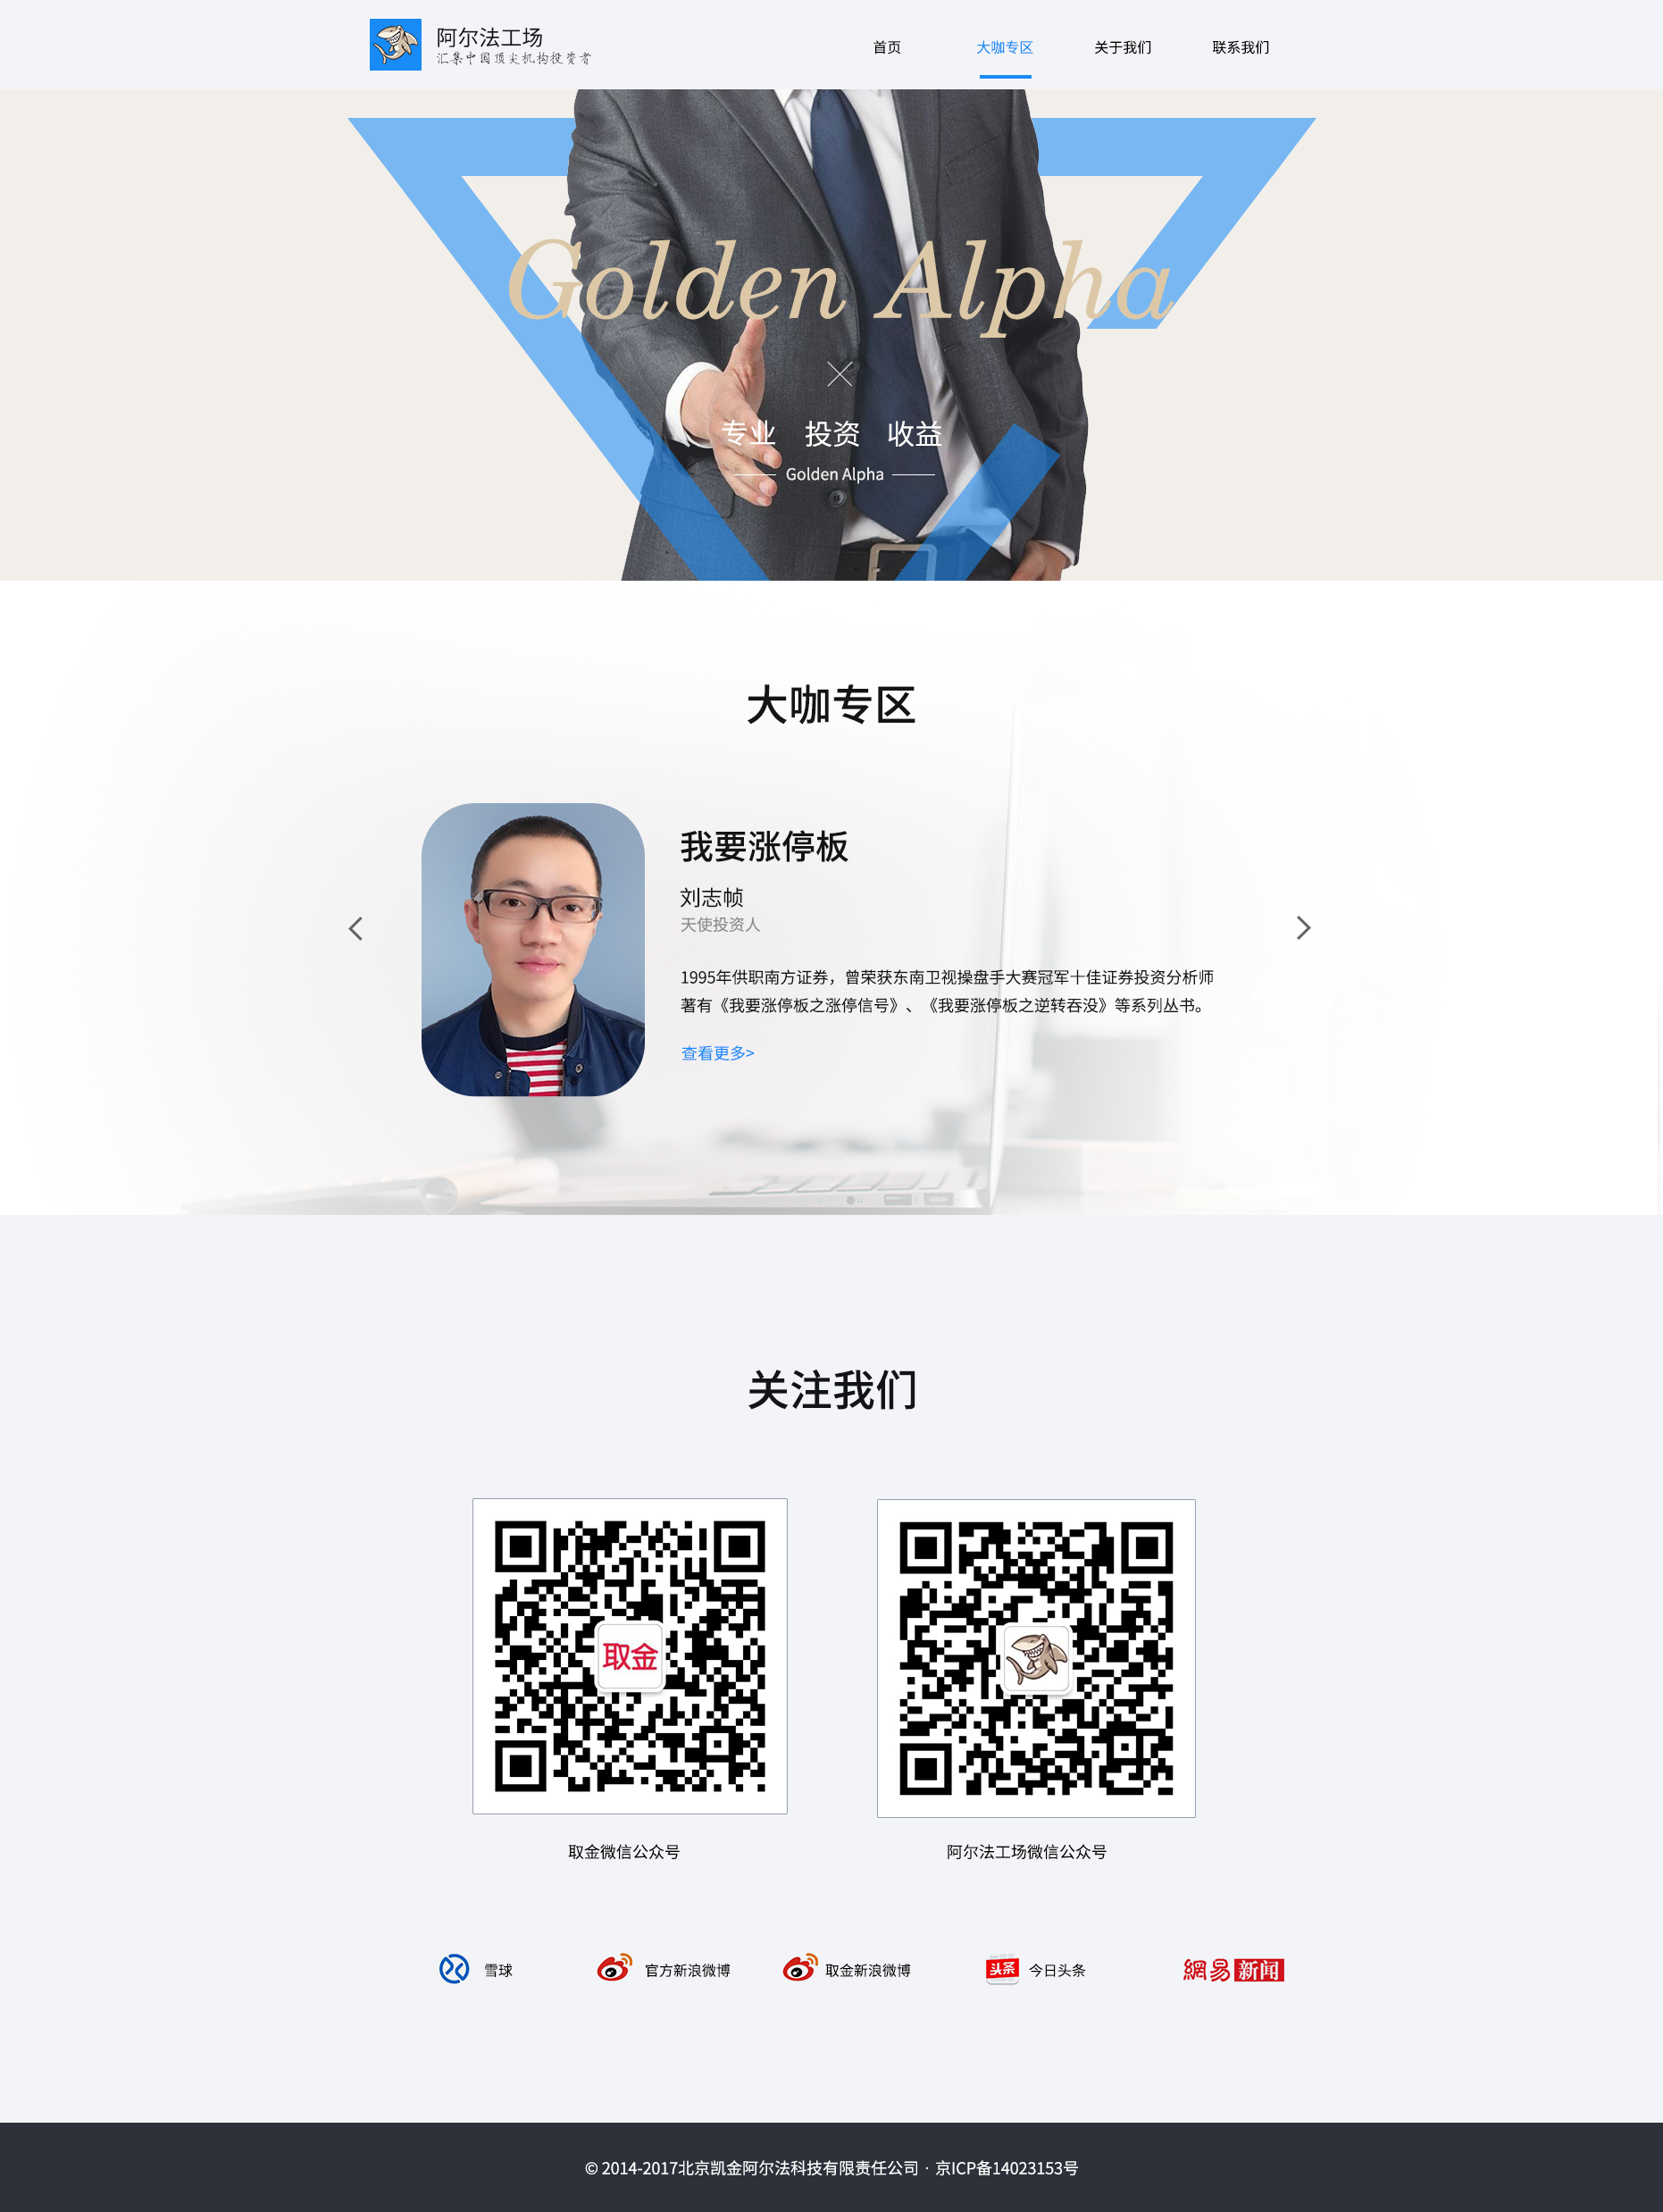 阿尔法工场
汇集中国顶尖机构投资者
首页
大咖专区
关于我们
联系我们
Golden Alpha
专业 投资 收益
Golden Alpha
大咖专区
我要涨停板
刘志帧
天使投资人
1995年供职南方证券，曾荣获东南卫视操盘手大赛冠军十佳证券投资分析师
著有《我要涨停板之涨停信号》、《我要涨停板之逆转吞没》等系列丛书。
查看更多>
关注我们
取金
取金微信公众号
阿尔法工场微信公众号
雪球
官方新浪微博
取金新浪微博
头条
今日头条
網易新闻
© 2014-2017北京凯金阿尔法科技有限责任公司 · 京ICP备14023153号